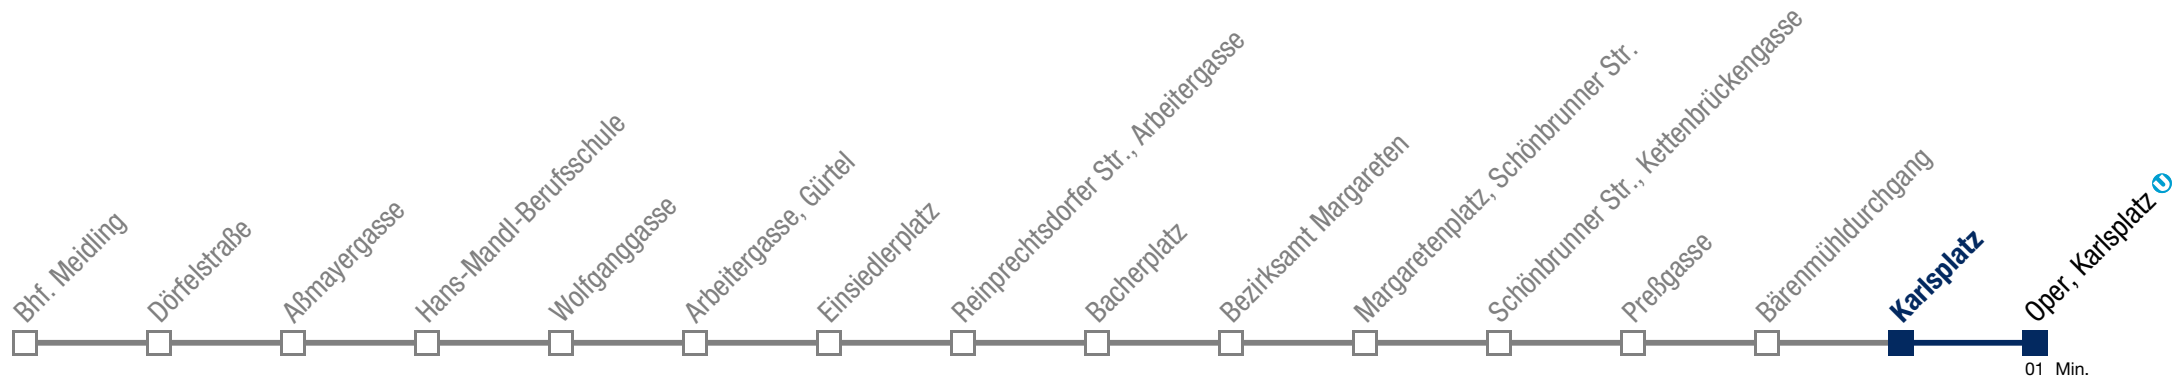 Bhf. Meidling
Dörfelstraße
Aßmayergasse
Hans-Mandl-Berufsschule
Wolfganggasse
Arbeitergasse, Gürtel
Einsiedlerplatz
Reinprechtsdorfer Str., Arbeitergasse
Bacherplatz
Bezirksamt Margareten
Margaretenplatz, Schönbrunner Str.
Schönbrunner Str., Kettenbrückengasse
Preßgasse
Bärenmühldurchgang
Karlsplatz
Oper, Karlsplatz
01 Min.